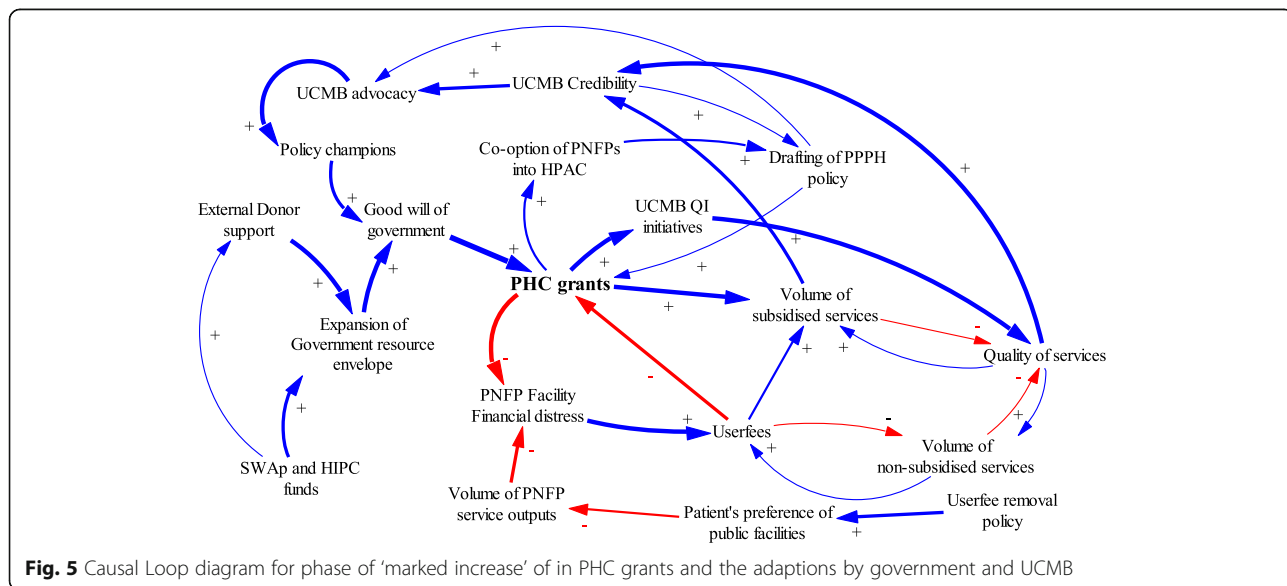 +
+
UCMB advocacy
UCMB Credibility
+
+
Policy champions
Co-option of PNFPs
into HPAC
+
Drafting of PPPH
policy
+
+
External Donor
support
Good will of
government
+
UCMB QI
initiatives
+
+
+
+
+
+
PHC grants
+
Volume of
subsidised services
+
Expansion of
Government resource
envelope
+
-
+
+
Quality of services
-
-
-
PNFP Facility
Financial distress
+
+
Userfees
-
+
+
Volume of
non-subsidised services
-
SWAp and HIPC
funds
Volume of PNFP
service outputs
-
Patient's preference of
public facilities
+
Userfee removal
policy
Fig. 5 Causal Loop diagram for phase of ‘marked increase’ of in PHC grants and the adaptions by government and UCMB